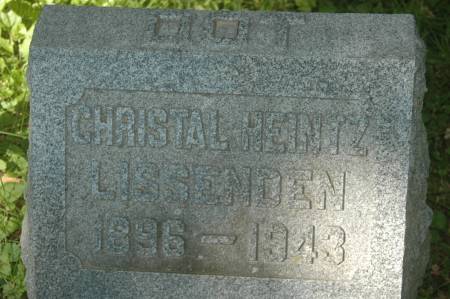 CHRISTAL HEINTZ
LISSENDEN
1896 – 1943